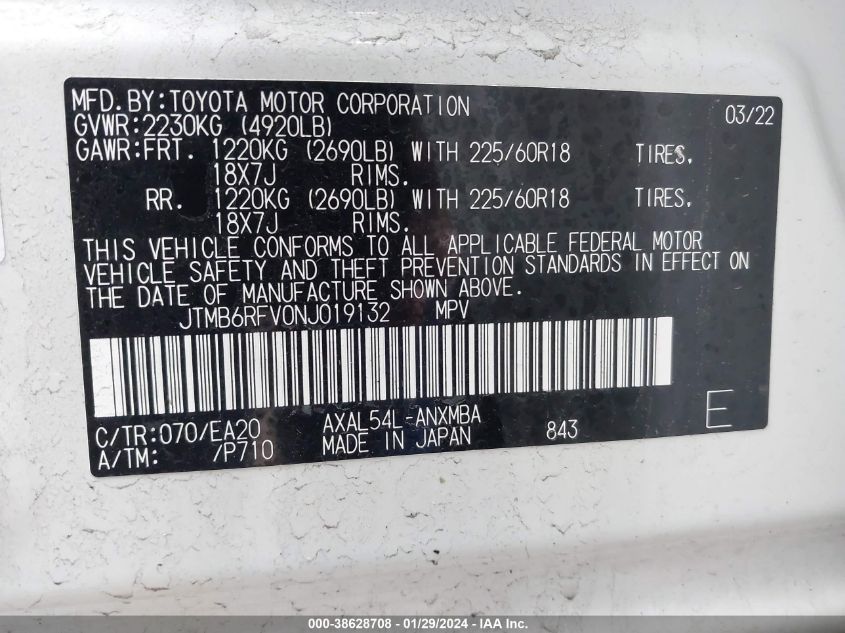 MFD.BY:TOYOTA MOTOR CORPORATION 03/22
GVWR:2230KG (4920LB)
GAWR:FRT. 1220KG (2690LB) WITH 225/60R18 TIRES,
18X7J RIMS.
RR. 1220KG (2690LB) WITH 225/60R18 TIRES,
18X7J RIMS.
THIS VEHICLE CONFORMS TO ALL APPLICABLE FEDERAL MOTOR
VEHICLE SAFETY AND THEFT PREVENTION STANDARDS IN EFFECT ON
THE DATE OF MANUFACTURE SHOWN ABOVE.
JTMB6RFV0NJ019132 MPV
C/TR:070/EA20 AXAL54L-ANXMBA 843 E
A/TM: /P710 MADE IN JAPAN
000-38628708 - 01/29/2024 - IAA Inc.